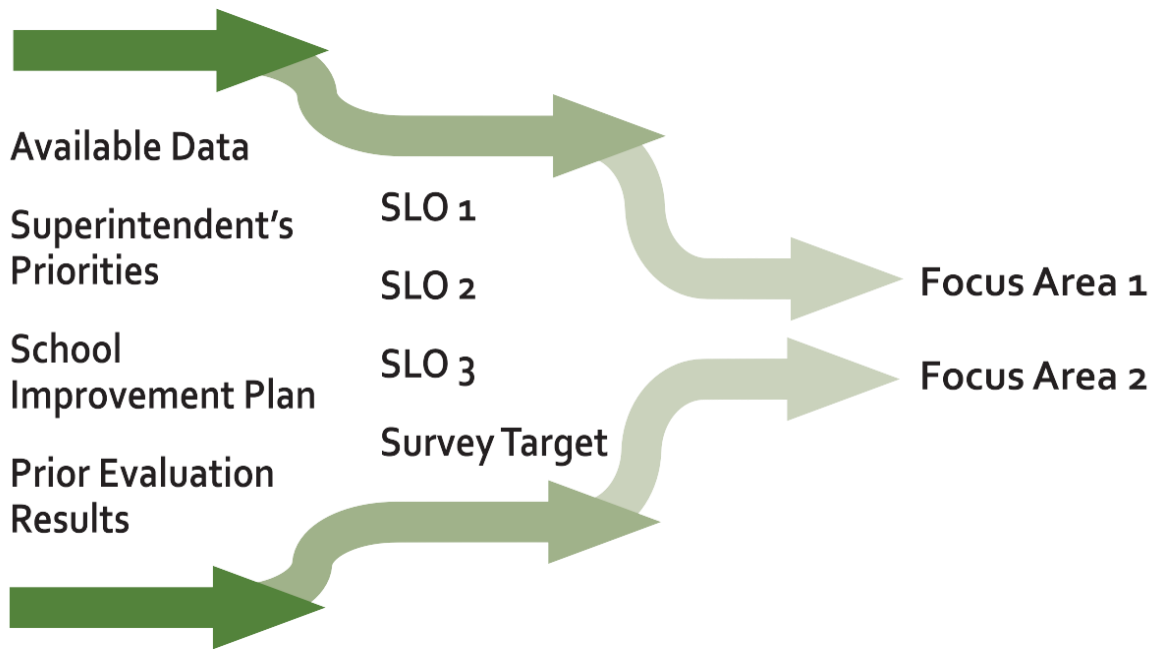 Available Data
Superintendent’s
Priorities
School
Improvement Plan
Prior Evaluation
Results
SLO 1
SLO 2
SLO 3
Survey Target
Focus Area 1
Focus Area 2